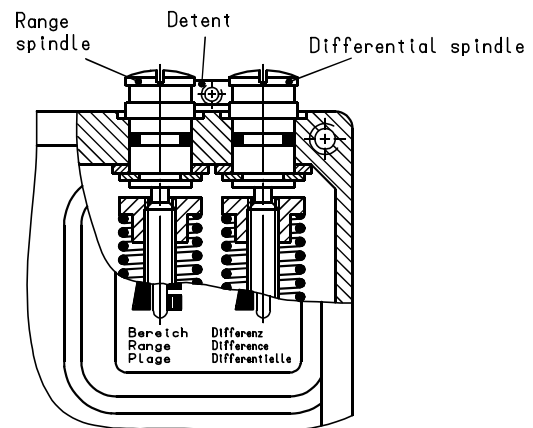 Range
spindle
Detent
Differential spindle
Bereich Differenz
Range Difference
Plage Differentielle